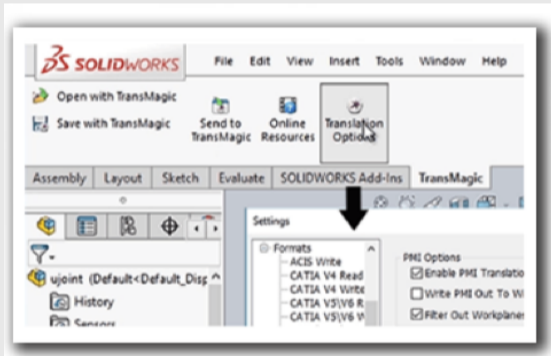 DS SOLIDWORKS File Edit View Insert Tools Window Help
Open with TransMagic
Save with TransMagic
Send to TransMagic
Online Resources
Translation Options
Assembly Layout Sketch Evaluate SOLIDWORKS Add-Ins TransMagic
Settings
Formats
ACIS Write
CATIA V4 Read
CATIA V4 Write
CATIA V5\V6 R
CATIA V5\V6 W
PMI Options
Enable PMI Translatio
Write PMI Out To Wi
Filter Out Workplane
ujoint (Default<Default_Disp
History
Sensors